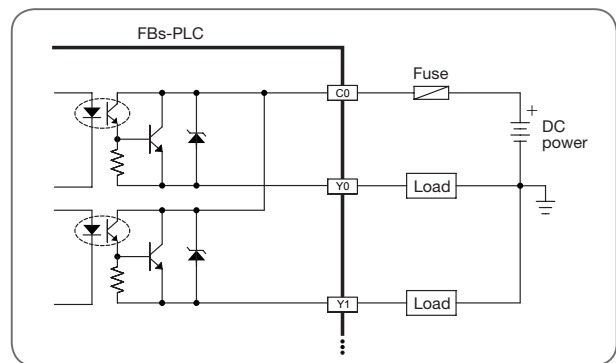 FBs-PLC
C0
Fuse
+
DC
power
Y0
Load
Y1
Load